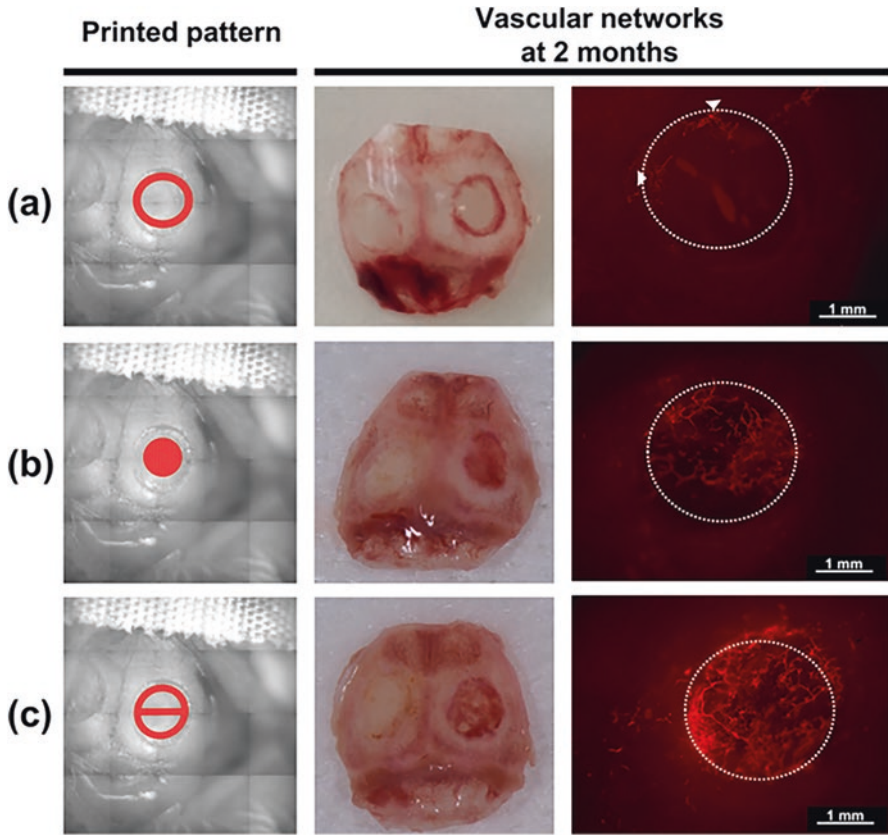 Printed pattern
Vascular networks
at 2 months
(a)
1 mm
(b)
1 mm
(c)
1 mm